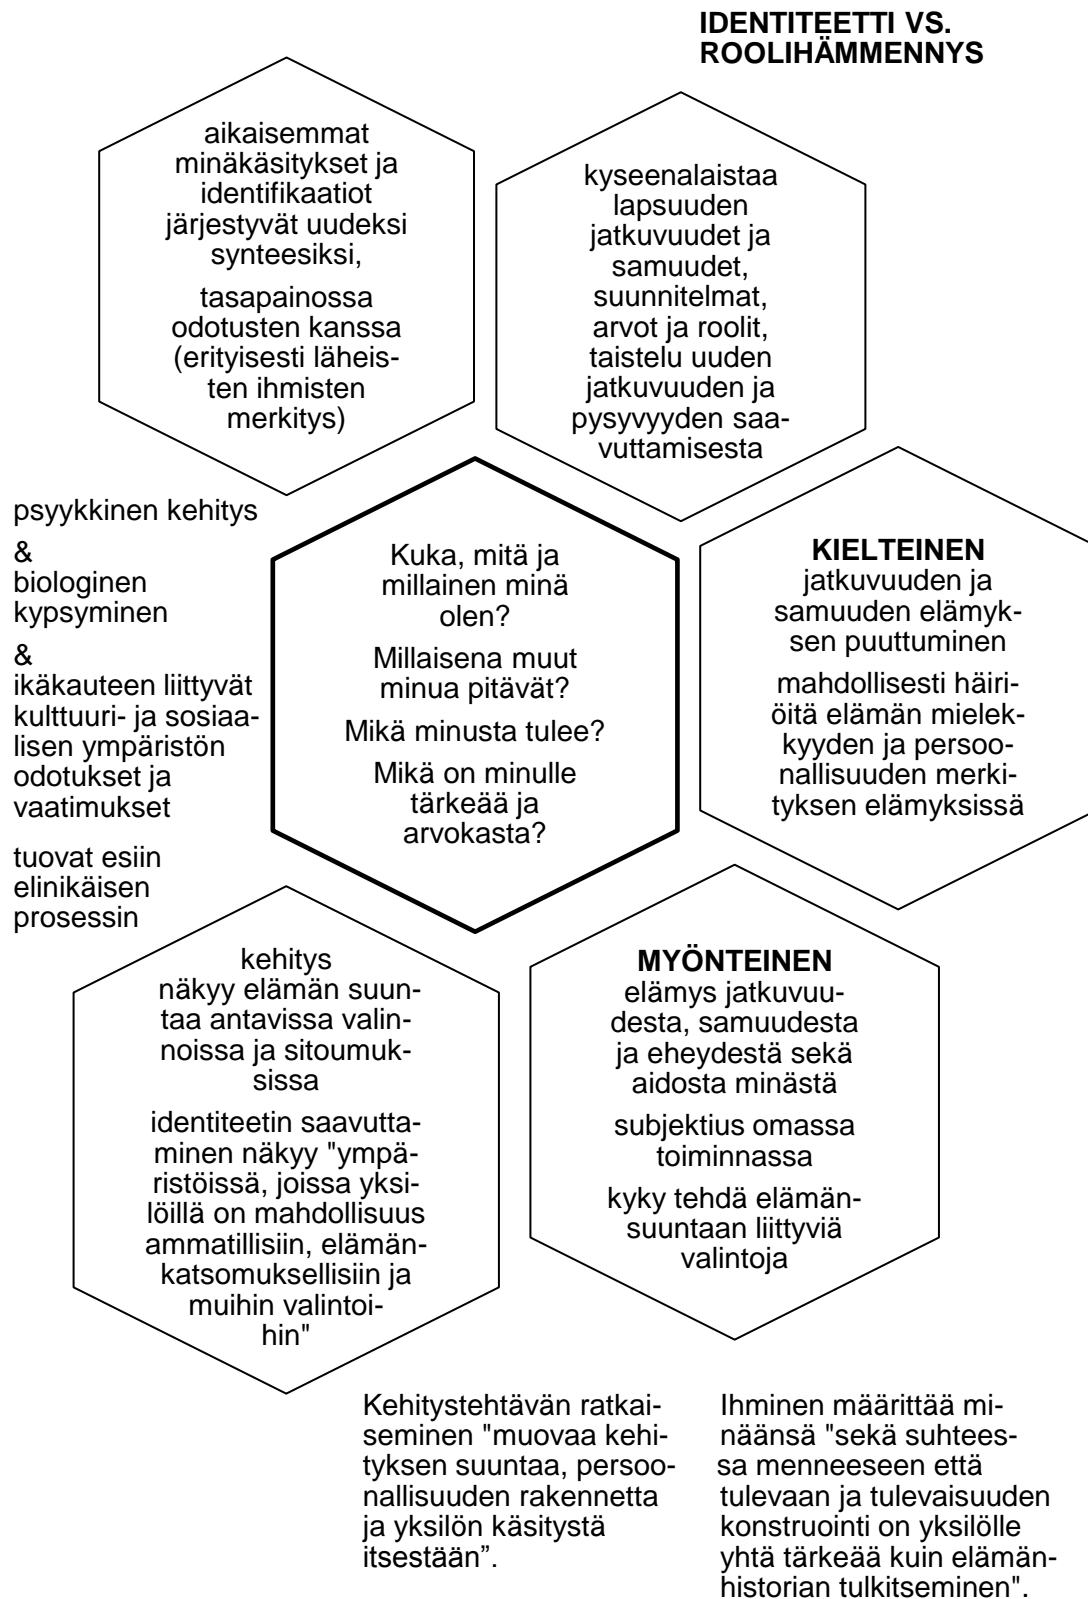 IDENTITEETTI VS.
ROOLIHÄMMENNYS
aikaisemmat
minäkäsitykset ja
identifikaatiot
järjestyvät uudeksi
synteesiksi,
tasapainossa
odotusten kanssa
(erityisesti läheis-
ten ihmisten
merkitys)
kyseenalaistaa
lapsuuden
jatkuvuudet ja
samuudet,
suunnitelmat,
arvot ja roolit,
taistelu uuden
jatkuvuuden ja
pysyvyyden saa-
vuttamisesta
psyykkinen kehitys
&
biologinen
kypsyminen
&
ikäkauteen liittyvät
kulttuuri- ja sosiaa-
lisen ympäristön
odotukset ja
vaatimukset
tuovat esiin
elinikäisen
prosessin
Kuka, mitä ja
millainen minä
olen?
Millaisena muut
minua pitävät?
Mikä minusta tulee?
Mikä on minulle
tärkeää ja
arvokasta?
KIELTEINEN
jatkuvuuden ja
samuuden elämyk-
sen puuttuminen
mahdollisesti häiri-
öitä elämän mielek-
kyyden ja persoo-
nallisuuden merki-
tyksen elämyksissä
kehitys
näkyy elämän suun-
taa antavissa valin-
noissa ja sitoumuk-
sissa
identiteetin saavutta-
minen näkyy "ympä-
ristöissä, joissa yksi-
löillä on mahdollisuus
ammatillisiin, elämän-
katsomuksellisiin ja
muihin valintoi-
hin"
MYÖNTEINEN
elämys jatkuvuu-
desta, samuudesta
ja eheydestä sekä
aidosta minästä
subjektius omassa
toiminnassa
kyky tehdä elämän-
suuntaan liittyviä
valintoja
Kehitystehtävän ratkai-
seminen "muovaa kehi-
tyksen suuntaa, persoo-
nallisuuden rakennetta
ja yksilön käsitystä
itsestään”.
Ihminen määrittää mi-
näänsä "sekä suhtees-
sa menneeseen että
tulevaan ja tulevaisuuden
konstruointi on yksilölle
yhtä tärkeää kuin elämän-
historian tulkitseminen".